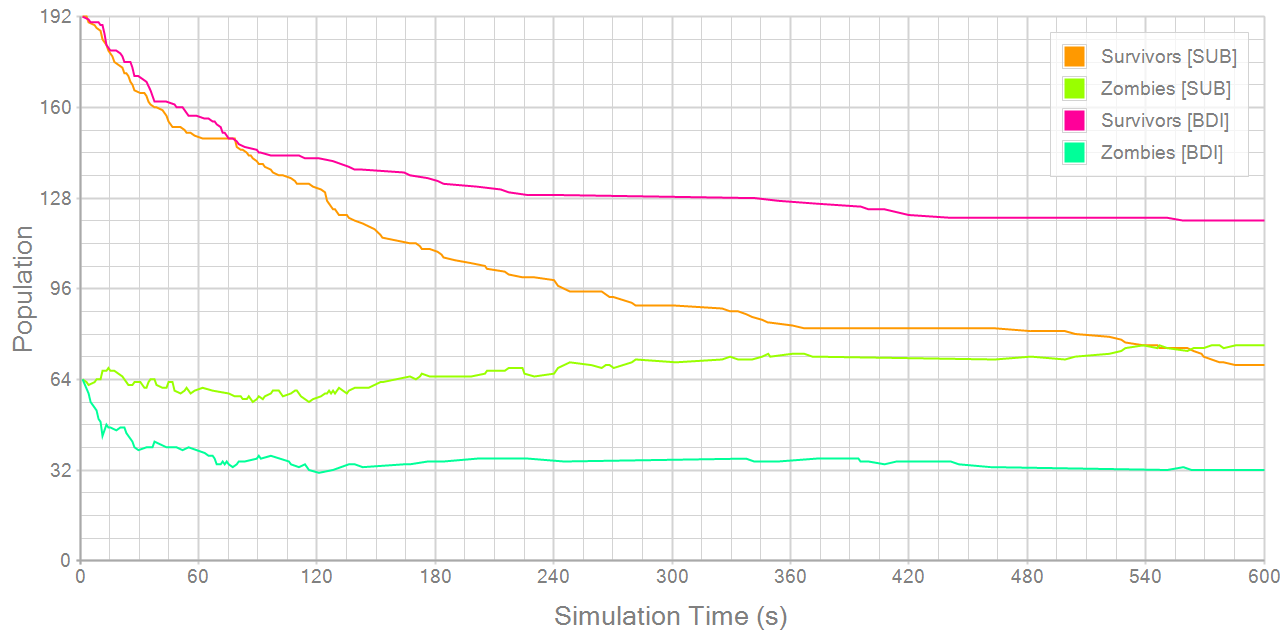 192
160
128
96
64
32
0
Population
0 60 120 180 240 300 360 420 480 540 600
Simulation Time (s)
Survivors [SUB]
Zombies [SUB]
Survivors [BDI]
Zombies [BDI]